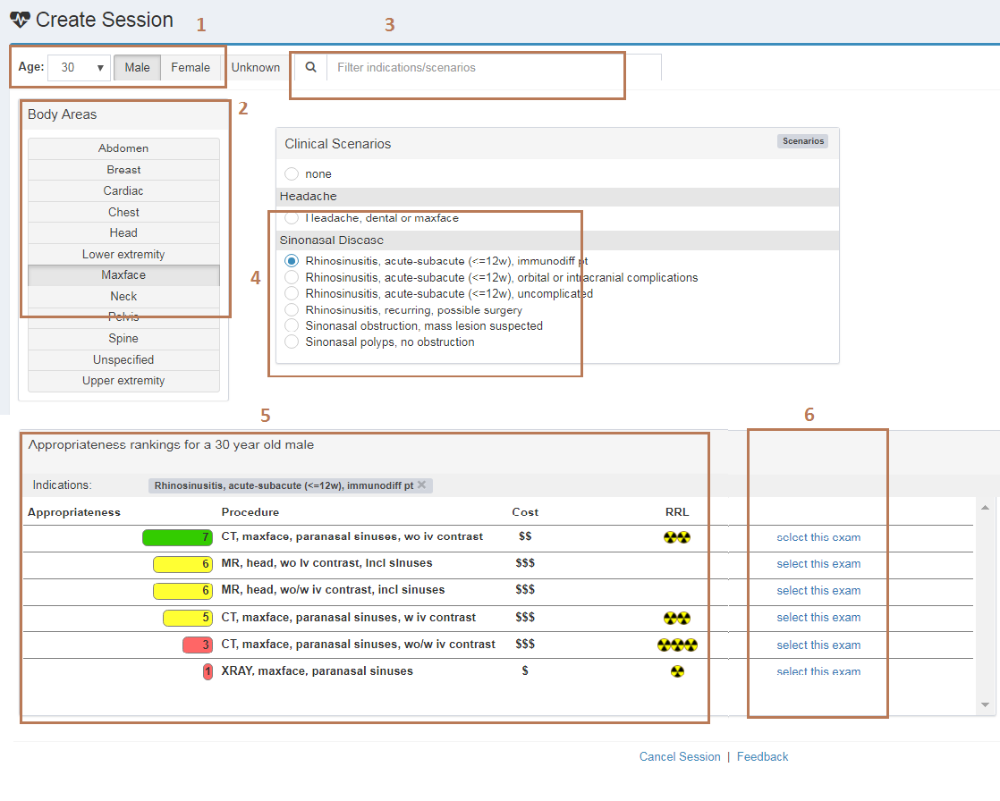 Create Session
1
3
Age: 30 Male Female Unknown Filter indications/scenarios
2
Body Areas
Abdomen
Breast
Cardiac
Chest
Head
Lower extremity
Maxface
Neck
Pelvis
Spine
Unspecified
Upper extremity
Clinical Scenarios Scenarios
none
Headache
Headache, dental or maxface
4
Sinonasal Disease
Rhinosinusitis, acute-subacute (<=12w), immunodiff pt
Rhinosinusitis, acute-subacute (<=12w), orbital or intracranial complications
Rhinosinusitis, acute-subacute (<=12w), uncomplicated
Rhinosinusitis, recurring, possible surgery
Sinonasal obstruction, mass lesion suspected
Sinonasal polyps, no obstruction
5
6
Appropriateness rankings for a 30 year old male
Indications: Rhinosinusitis, acute-subacute (<=12w), immunodiff pt
Appropriateness Procedure Cost RRL
7 CT, maxface, paranasal sinuses, wo iv contrast $$ select this exam
6 MR, head, wo iv contrast, incl sinuses $$$ select this exam
6 MR, head, wo/w iv contrast, incl sinuses $$$ select this exam
5 CT, maxface, paranasal sinuses, w iv contrast $$$ select this exam
3 CT, maxface, paranasal sinuses, wo/w iv contrast $$$ select this exam
1 XRAY, maxface, paranasal sinuses $ select this exam
Cancel Session | Feedback